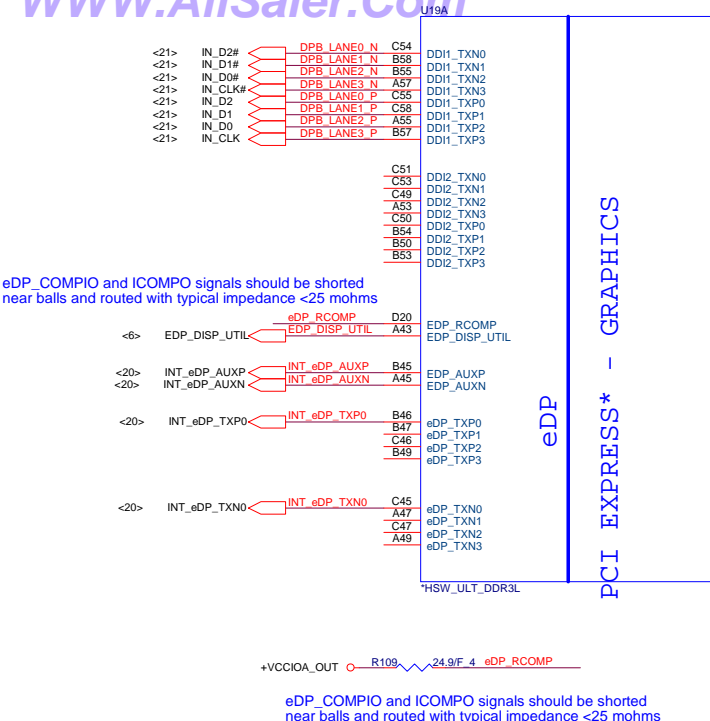 WWW.AliSaler.Com
U19A
<21> IN_D2# DPB_LANE0_N C54 DDI1_TXN0
<21> IN_D1# DPB_LANE1_N B58 DDI1_TXN1
<21> IN_D0# DPB_LANE2_N B55 DDI1_TXN2
<21> IN_CLK# DPB_LANE3_N A57 DDI1_TXN3
<21> IN_D2 DPB_LANE0_P C55 DDI1_TXP0
<21> IN_D1 DPB_LANE1_P C58 DDI1_TXP1
<21> IN_D0 DPB_LANE2_P A55 DDI1_TXP2
<21> IN_CLK DPB_LANE3_P B57 DDI1_TXP3
C51 DDI2_TXN0
C53 DDI2_TXN1
C49 DDI2_TXN2
A53 DDI2_TXN3
C50 DDI2_TXP0
B54 DDI2_TXP1
B50 DDI2_TXP2
B53 DDI2_TXP3
eDP_COMPIO and ICOMPO signals should be shorted
near balls and routed with typical impedance <25 mohms
eDP_RCOMP D20 EDP_RCOMP
<6> EDP_DISP_UTIL EDP_DISP_UTIL A43 EDP_DISP_UTIL
<20> INT_eDP_AUXP INT_eDP_AUXP B45 EDP_AUXP
<20> INT_eDP_AUXN INT_eDP_AUXN A45 EDP_AUXN
<20> INT_eDP_TXP0 INT_eDP_TXP0 B46 eDP_TXP0
B47 eDP_TXP1
C46 eDP_TXP2
B49 eDP_TXP3
<20> INT_eDP_TXN0 INT_eDP_TXN0 C45 eDP_TXN0
A47 eDP_TXN1
C47 eDP_TXN2
A49 eDP_TXN3
eDP
PCI EXPRESS* - GRAPHICS
*HSW_ULT_DDR3L
+VCCIOA_OUT R109 24.9/F_4 eDP_RCOMP
eDP_COMPIO and ICOMPO signals should be shorted
near balls and routed with typical impedance <25 mohms